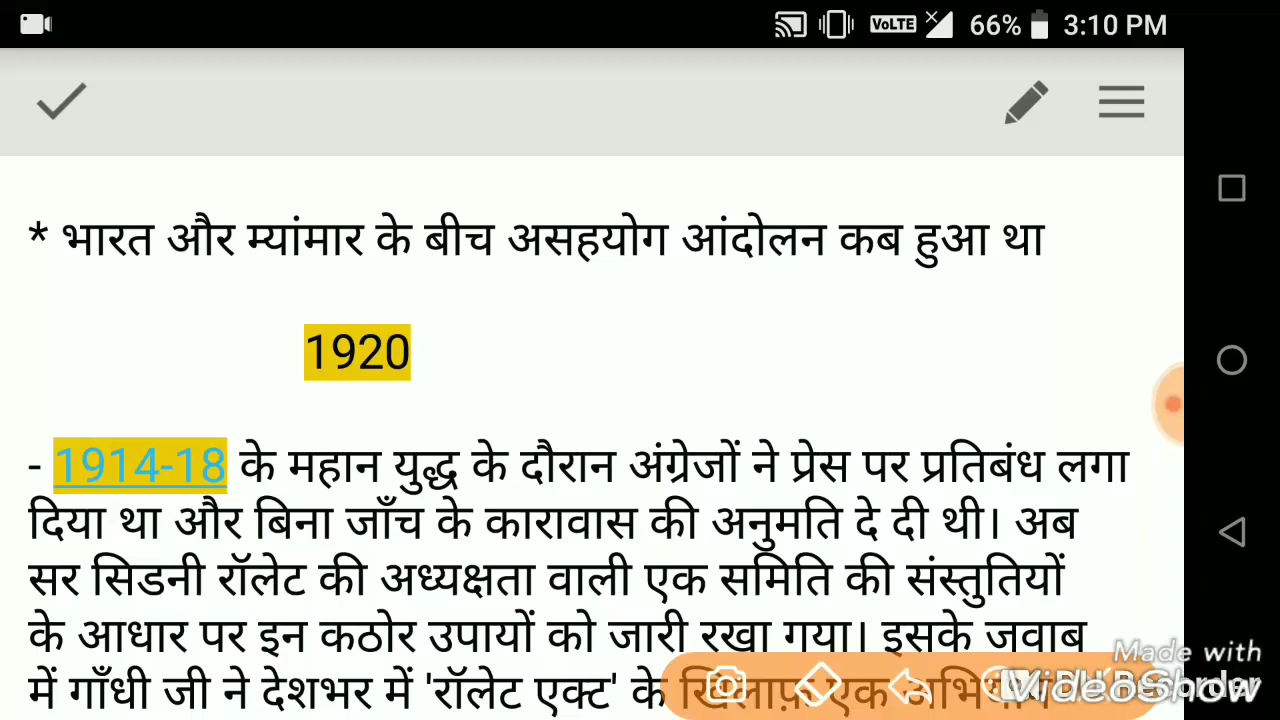 VoLTE 66% 3:10 PM
* भारत और म्यांमार के बीच असहयोग आंदोलन कब हुआ था
1920
- 1914-18 के महान युद्ध के दौरान अंग्रेजों ने प्रेस पर प्रतिबंध लगा
दिया था और बिना जाँच के कारावास की अनुमति दे दी थी। अब
सर सिडनी रॉलेट की अध्यक्षता वाली एक समिति की संस्तुतियों
के आधार पर इन कठोर उपायों को जारी रखा गया। इसके जवाब
में गाँधी जी ने देशभर में 'रॉलेट एक्ट' के खिलाफ़ एक
Made with
VideoShow